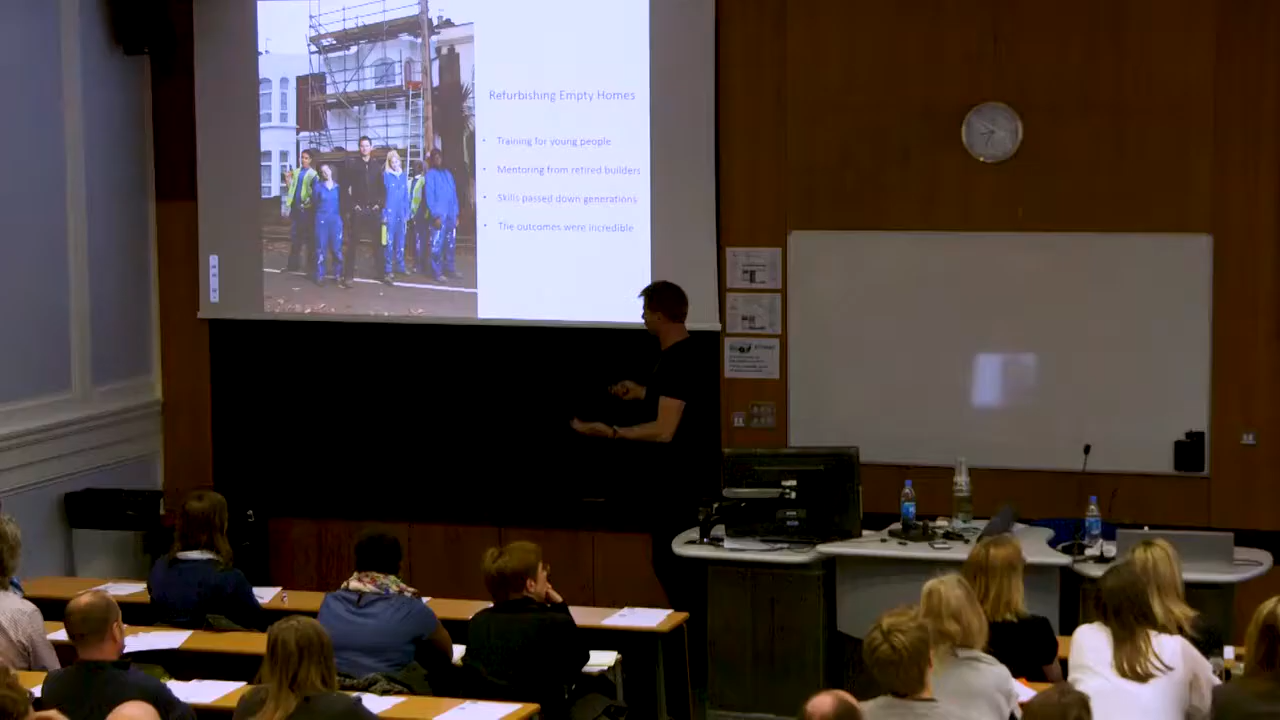 Refurbishing Empty Homes
• Training for young people
• Mentoring from retired builders
• Skills passed down generations
• The outcomes were incredible